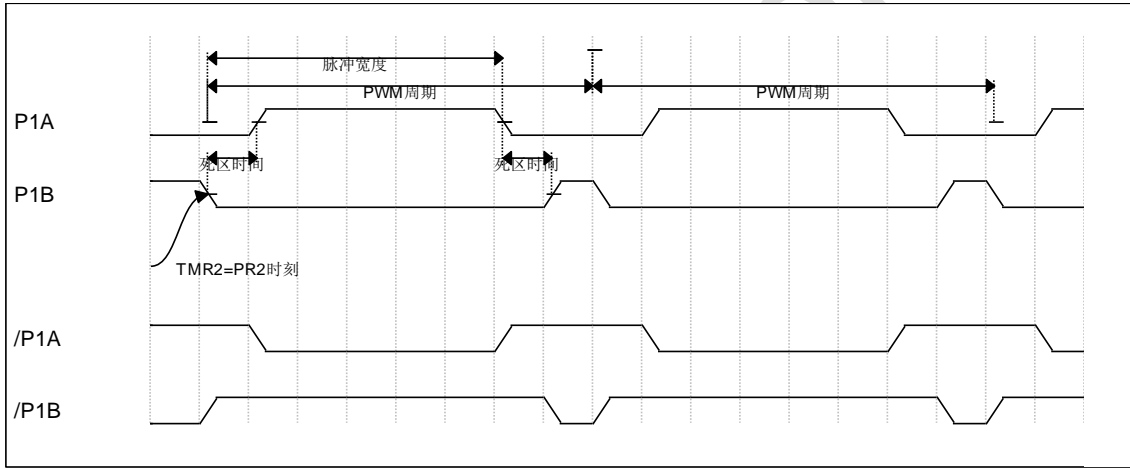 脉冲宽度
PWM周期
PWM周期
P1A
死区时间
死区时间
P1B
TMR2=PR2时刻
/P1A
/P1B